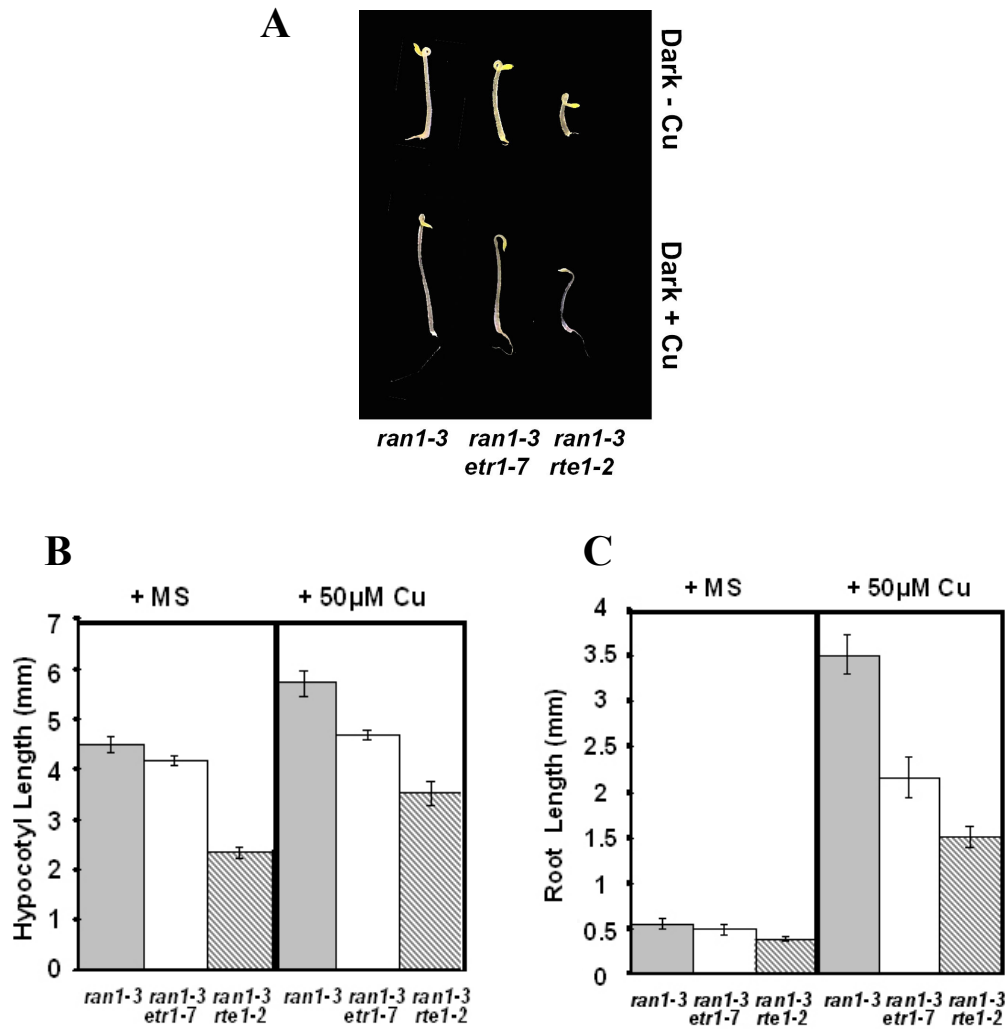 A
Dark - Cu
Dark + Cu
ran1-3 ran1-3 ran1-3
etr1-7 rte1-2
B
+ MS + 50µM Cu
Hypocotyl Length (mm)
7
6
5
4
3
2
1
0
ran1-3 ran1-3 ran1-3 ran1-3 ran1-3 ran1-3
etr1-7 rte1-2 etr1-7 rte1-2
C
+ MS + 50µM Cu
Root Length (mm)
4
3.5
3
2.5
2
1.5
1
0.5
0
ran1-3 ran1-3 ran1-3 ran1-3 ran1-3 ran1-3
etr1-7 rte1-2 etr1-7 rte1-2